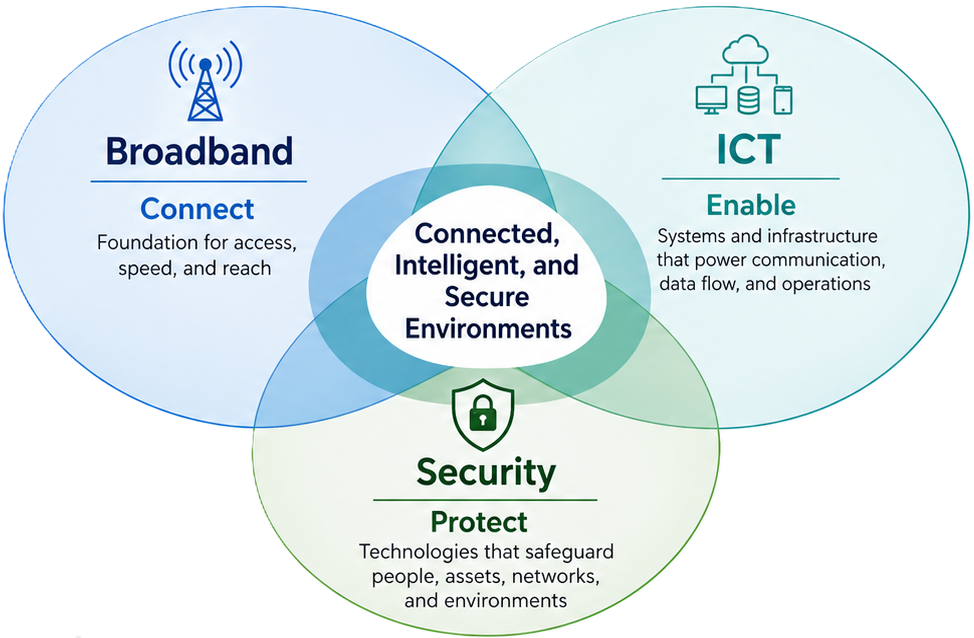 Broadband
Connect
Foundation for access,
speed, and reach
ICT
Enable
Systems and infrastructure
that power communication,
data flow, and operations
Connected,
Intelligent, and
Secure
Environments
Security
Protect
Technologies that safeguard
people, assets, networks,
and environments